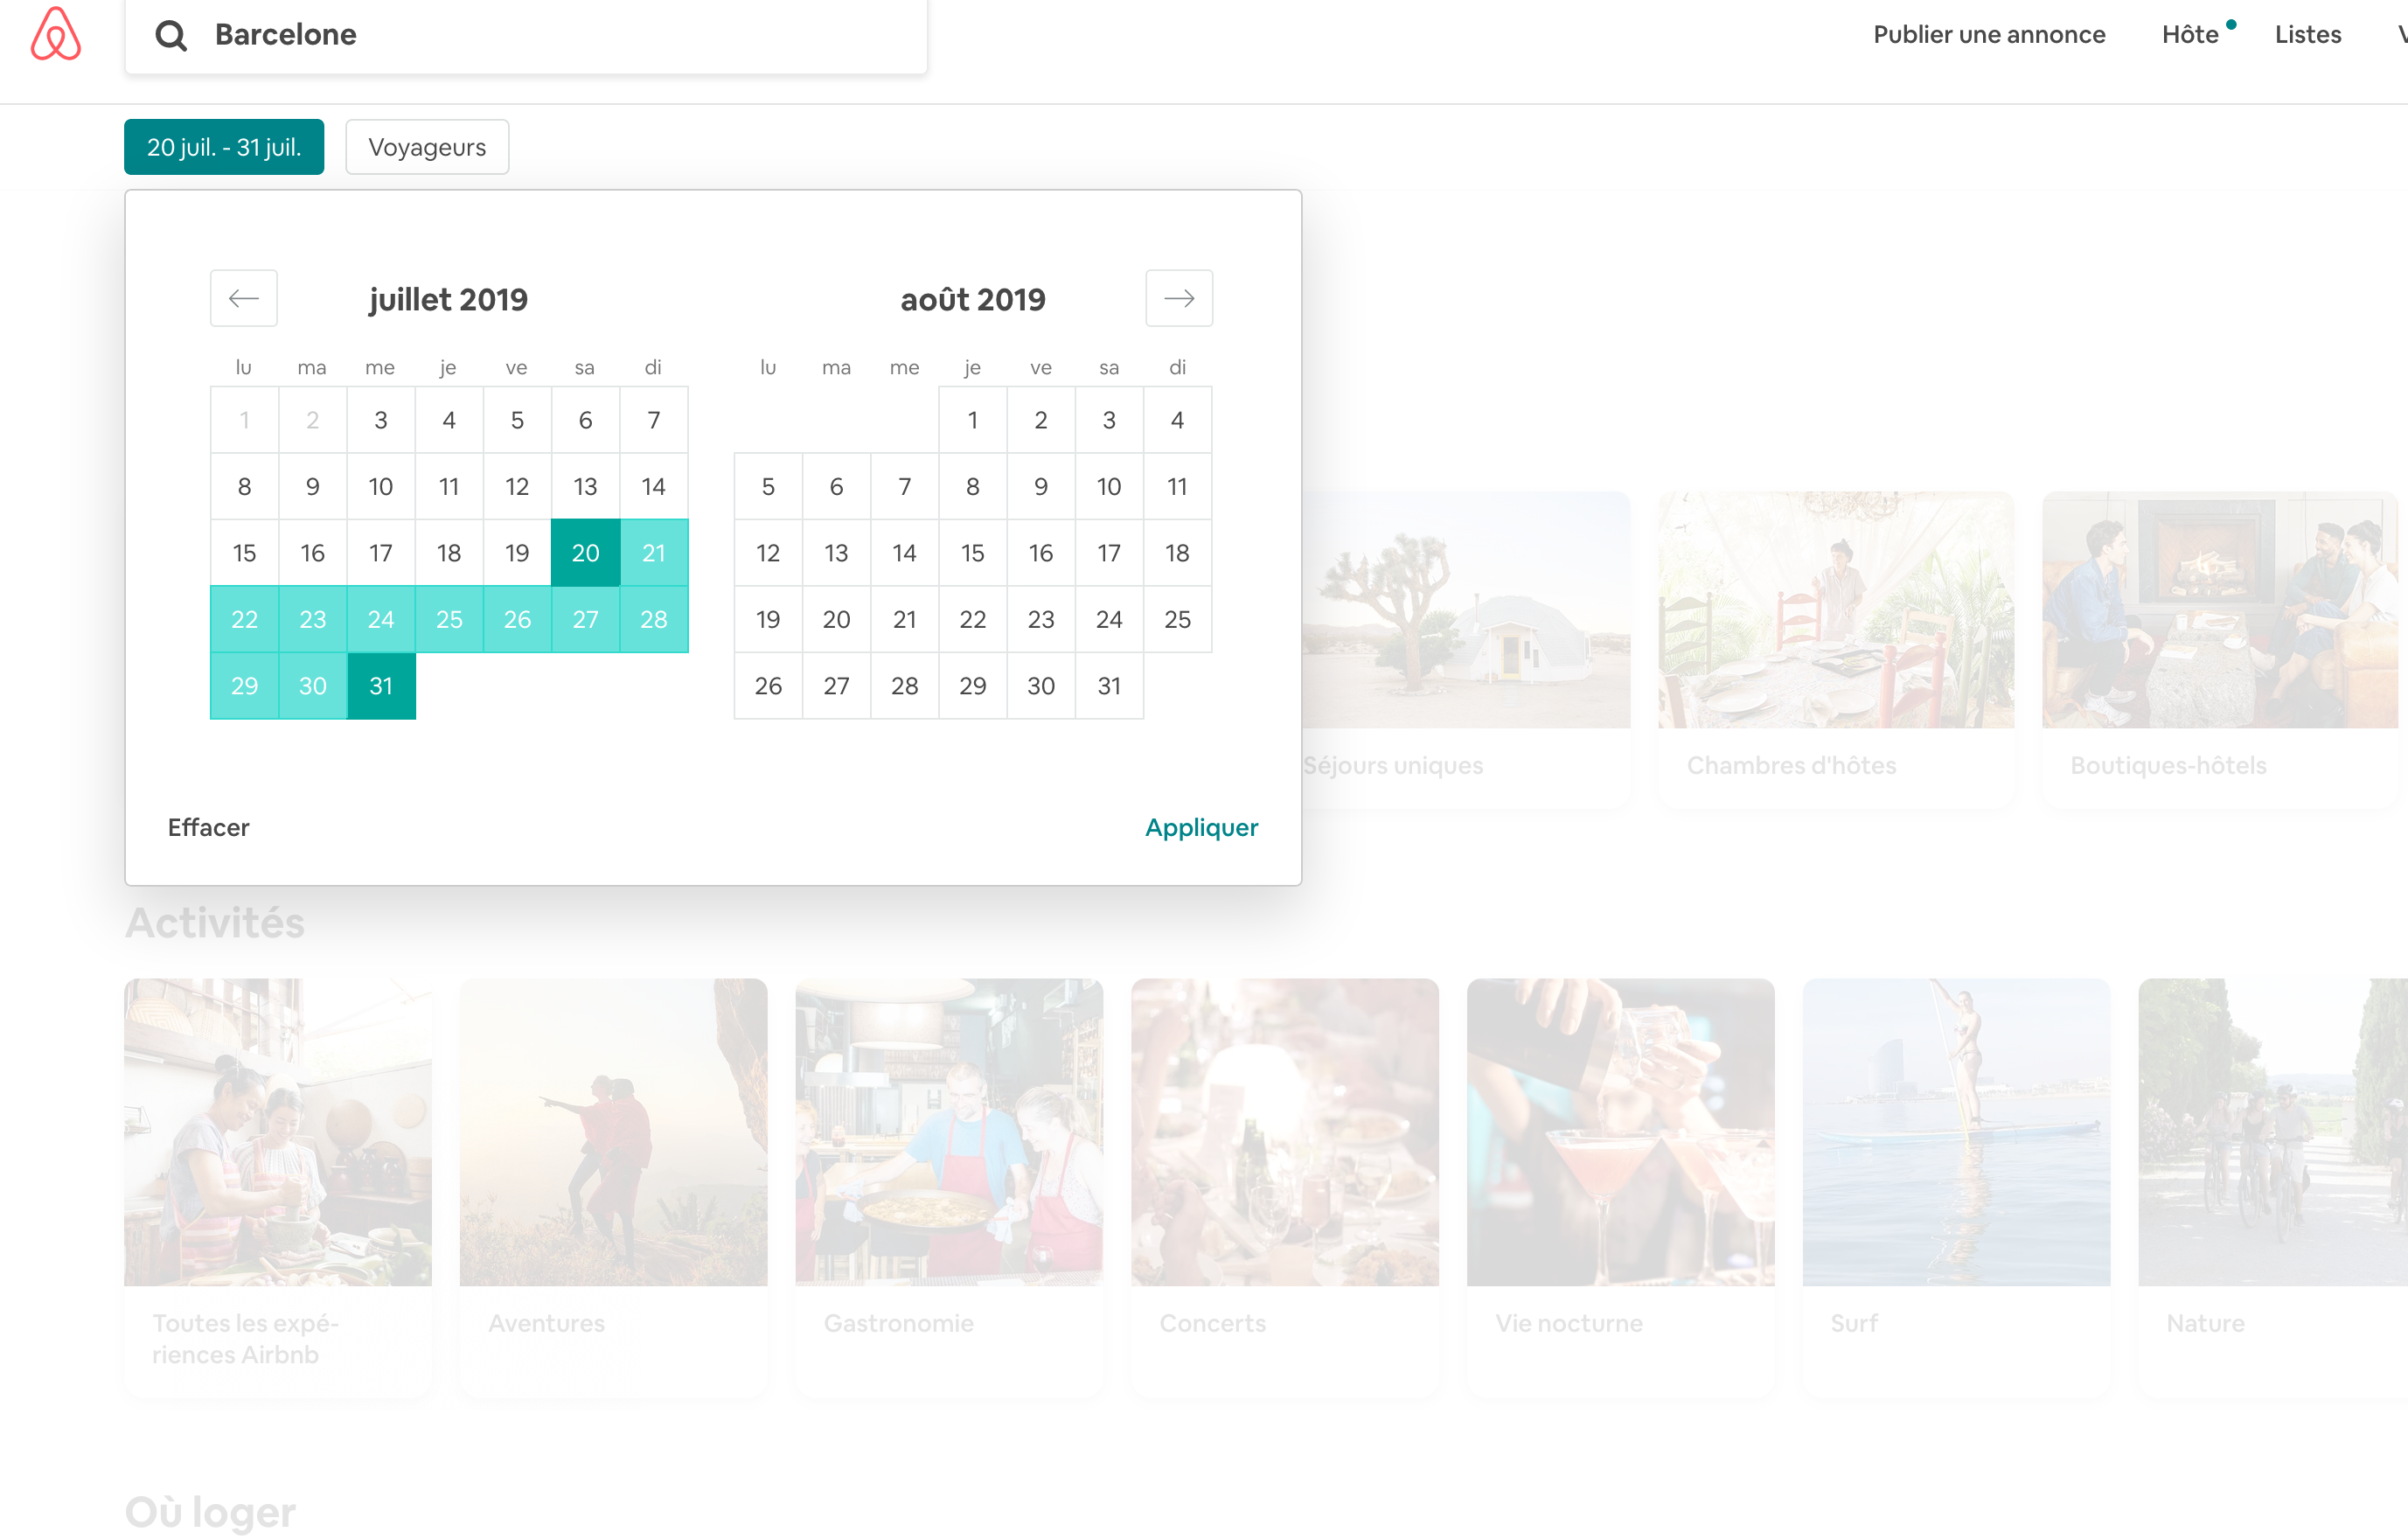 Barcelone
Publier une annonce
Hôte
Listes
20 juil. - 31 juil.
Voyageurs
juillet 2019
août 2019
lu ma me je ve sa di
lu ma me je ve sa di
1 2 3 4 5 6 7
8 9 10 11 12 13 14
15 16 17 18 19 20 21
22 23 24 25 26 27 28
29 30 31
1 2 3 4
5 6 7 8 9 10 11
12 13 14 15 16 17 18
19 20 21 22 23 24 25
26 27 28 29 30 31
Effacer
Appliquer
Séjours uniques
Chambres d'hôtes
Boutiques-hôtels
Activités
Toutes les expé-
riences Airbnb
Aventures
Gastronomie
Concerts
Vie nocturne
Surf
Nature
Où loger